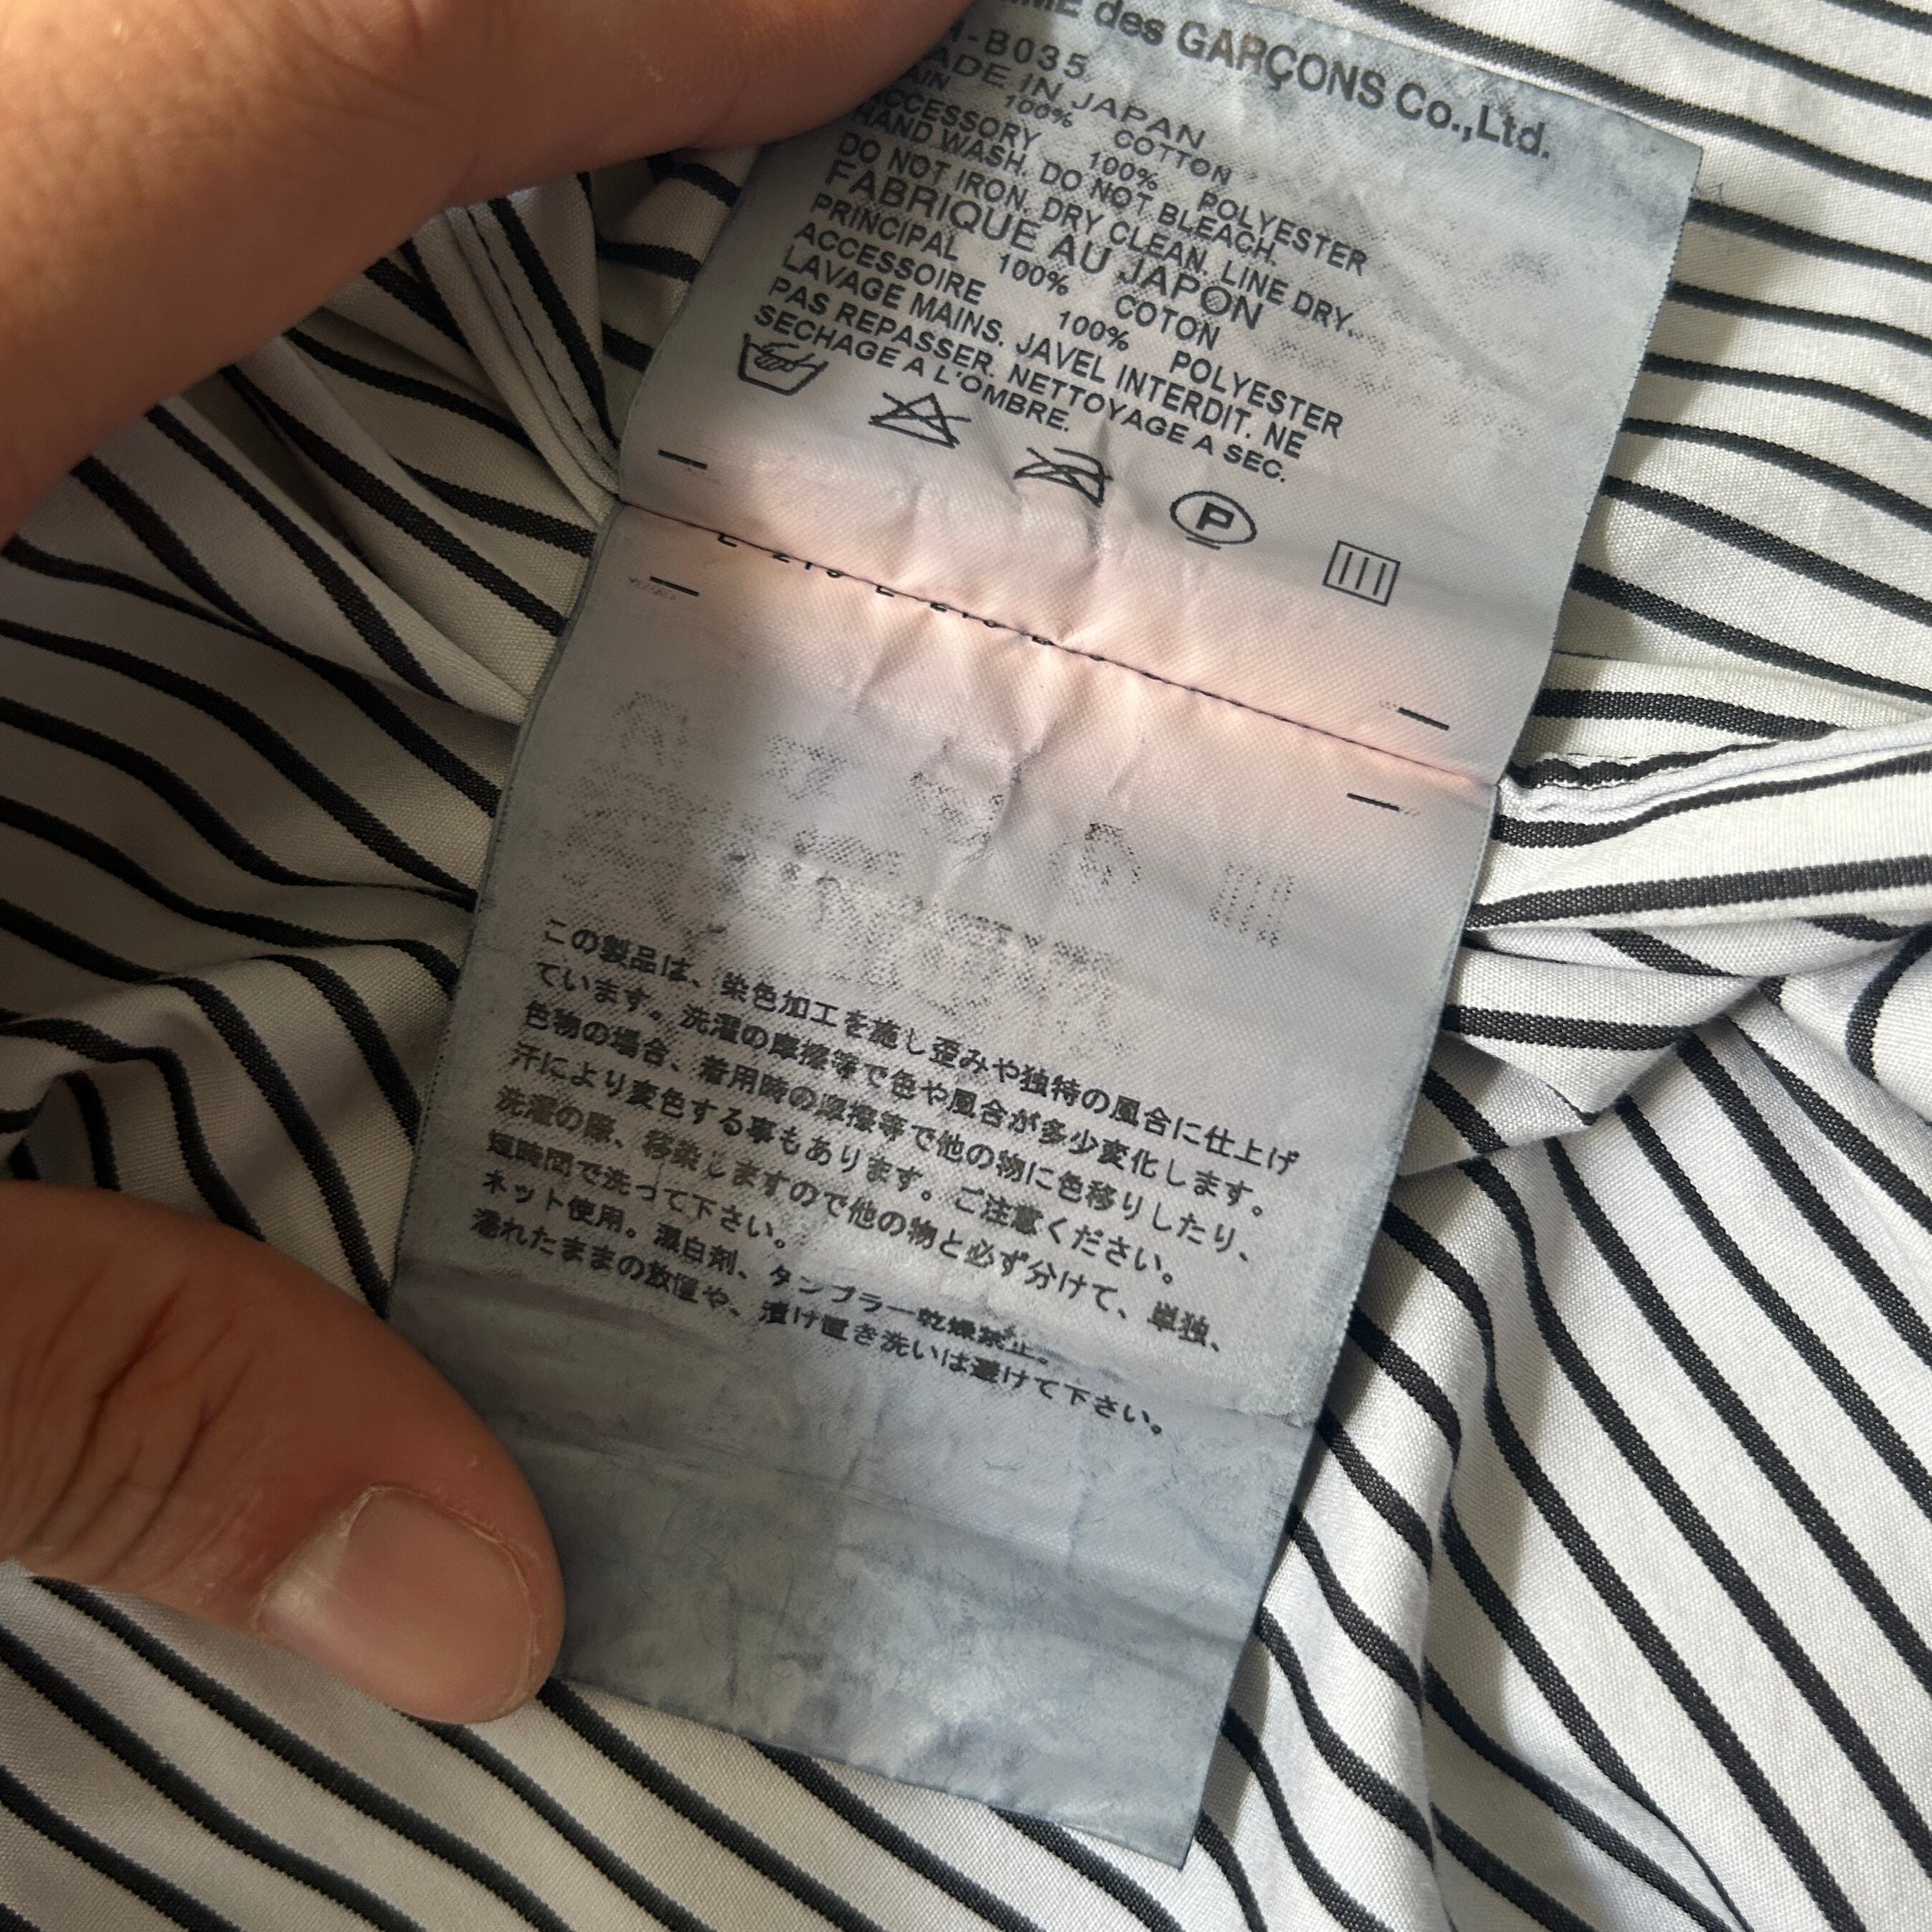 des GARÇONS Co.,Ltd.
-B035
ADE IN JAPAN
AIN 100% COTTON
ACCESSORY 100% POLYESTER
HAND WASH. DO NOT BLEACH.
DO NOT IRON. DRY CLEAN. LINE DRY.
FABRIQUE AU JAPON
PRINCIPAL 100% COTON
ACCESSOIRE 100% POLYESTER
LAVAGE MAINS. JAVEL INTERDIT. NE
PAS REPASSER. NETTOYAGE A SEC.
SECHAGE A L'OMBRE.
P
この製品は、染色加工を施し歪みや独特の風合に仕上げ
ています。洗濯の摩擦等で色や風合が多少変化します。
色物の場合、着用時の摩擦等で他の物に色移りしたり、
汗により変色する事もあります。ご注意ください。
洗濯の際、移染しますので他の物と必ず分けて、単独、
短時間で洗って下さい。
ネット使用。漂白剤、タンブラー乾燥禁止。
濡れたままの放置や、漬け置き洗いは避けて下さい。